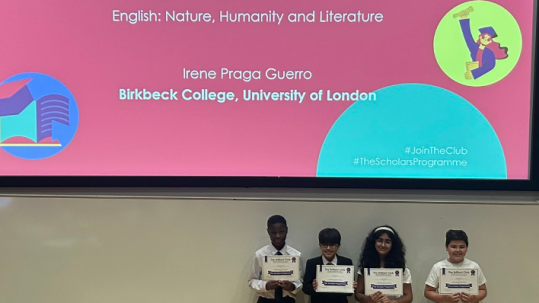 English: Nature, Humanity and Literature
Irene Praga Guerro
Birkbeck College, University of London
#JoinTheClub
#TheScholarsProgramme